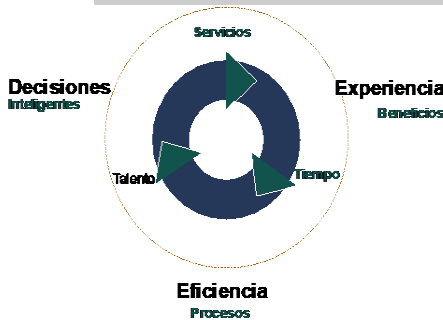 Servicios
Decisiones
Inteligentes
Experiencia
Beneficios
Talento
Tiempo
Eficiencia
Procesos